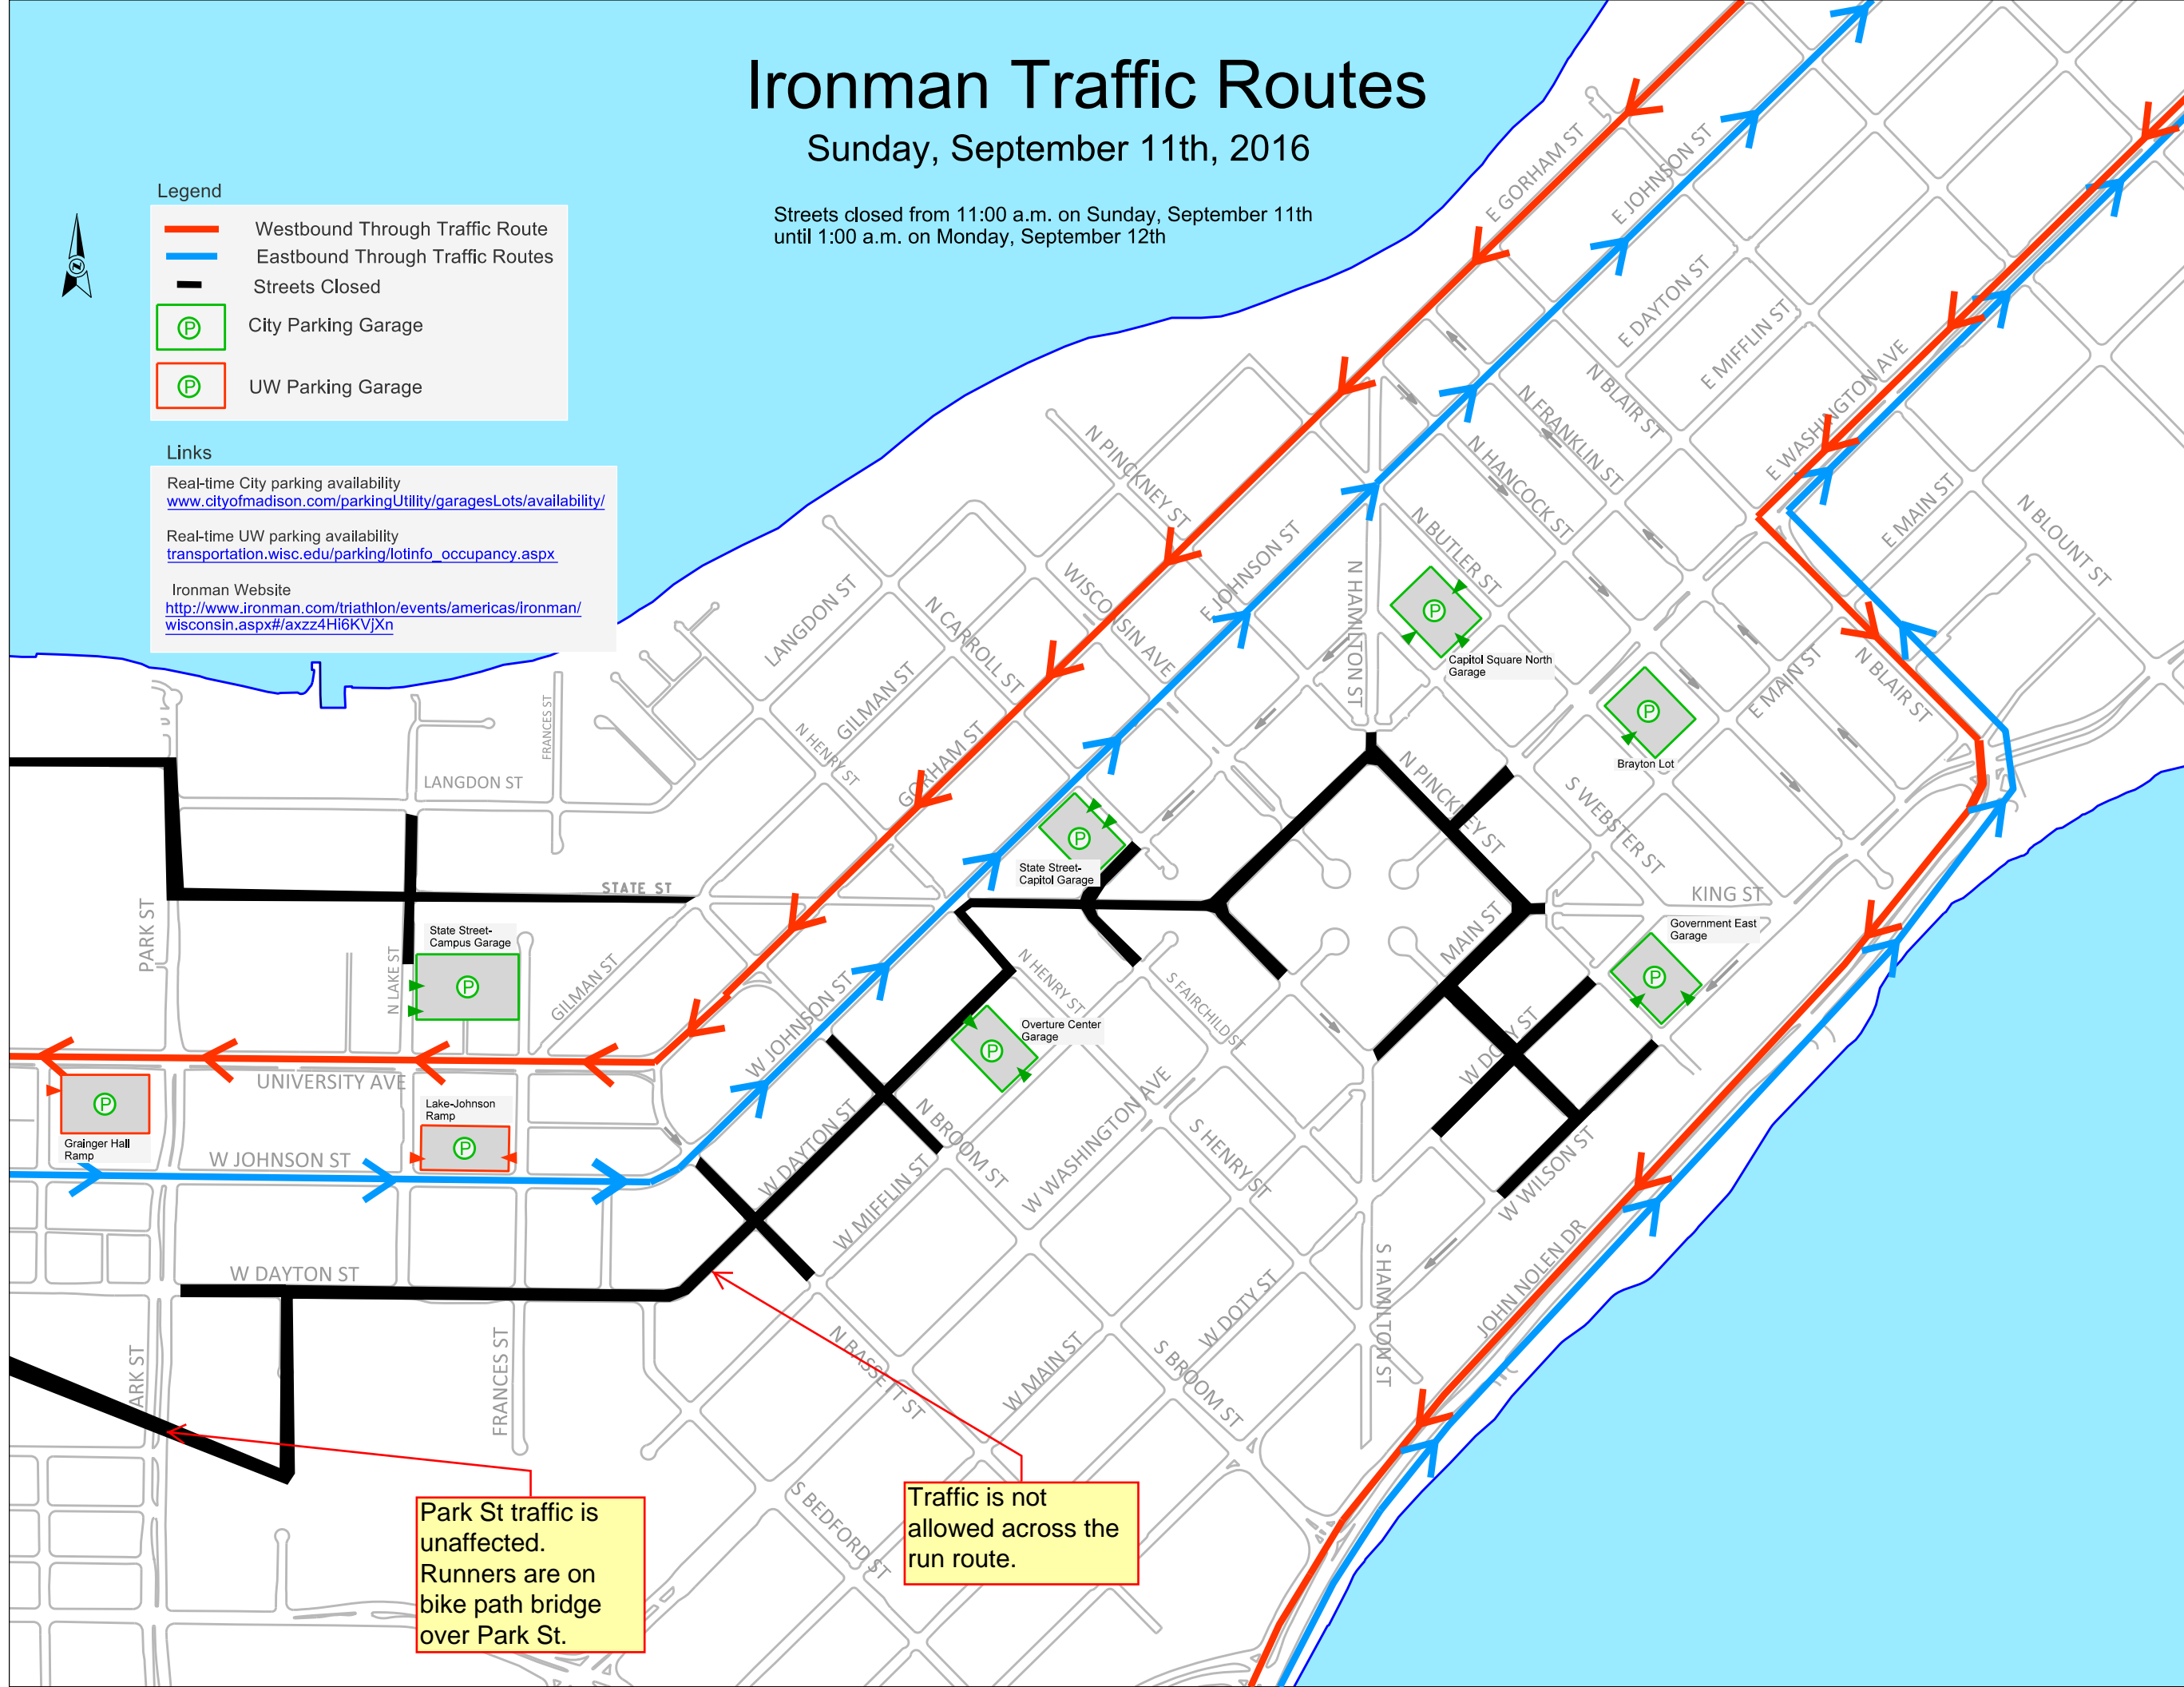 Ironman Traffic Routes
Sunday, September 11th, 2016
Streets closed from 11:00 a.m. on Sunday, September 11th
until 1:00 a.m. on Monday, September 12th
Legend
Westbound Through Traffic Route
Eastbound Through Traffic Routes
Streets Closed
P
City Parking Garage
P
UW Parking Garage
N
Links
Real-time City parking availability
www.cityofmadison.com/parkingUtility/garagesLots/availability/
Real-time UW parking availability
transportation.wisc.edu/parking/lotinfo_occupancy.aspx
Ironman Website
http://www.ironman.com/triathlon/events/americas/ironman/
wisconsin.aspx#/axzz4Hi6KVjXn
E GORHAM ST
E JOHNSON ST
E DAYTON ST
E MIFFLIN ST
E WASHINGTON AVE
N BLAIR ST
N FRANKLIN ST
N HANCOCK ST
N BUTLER ST
E MAIN ST
N BLOUNT ST
N PINCKNEY ST
WISCONSIN AVE
E JOHNSON ST
N HAMILTON ST
LANGDON ST
N CARROLL ST
GILMAN ST
N HENRY ST
GORHAM ST
FRANCES ST
LANGDON ST
P
Capitol Square North
Garage
P
Brayton Lot
E MAIN ST
N BLAIR ST
N PINCKNEY ST
S WEBSTER ST
KING ST
P
State Street-
Capitol Garage
STATE ST
PARK ST
N LAKE ST
State Street-
Campus Garage
P
GILMAN ST
W JOHNSON ST
N HENRY ST
S FAIRCHILD ST
MAIN ST
Government East
Garage
P
Overture Center
Garage
P
W DOTY ST
UNIVERSITY AVE
P
Grainger Hall
Ramp
Lake-Johnson
Ramp
P
W JOHNSON ST
W DAYTON ST
N BROOM ST
W MIFFLIN ST
W WASHINGTON AVE
S HENRY ST
W WILSON ST
W DAYTON ST
JOHN NOLEN DR
W DOTY ST
S HAMILTON ST
N BASSETT ST
W MAIN ST
S BROOM ST
ARK ST
FRANCES ST
S BEDFORD ST
Park St traffic is
unaffected.
Runners are on
bike path bridge
over Park St.
Traffic is not
allowed across the
run route.